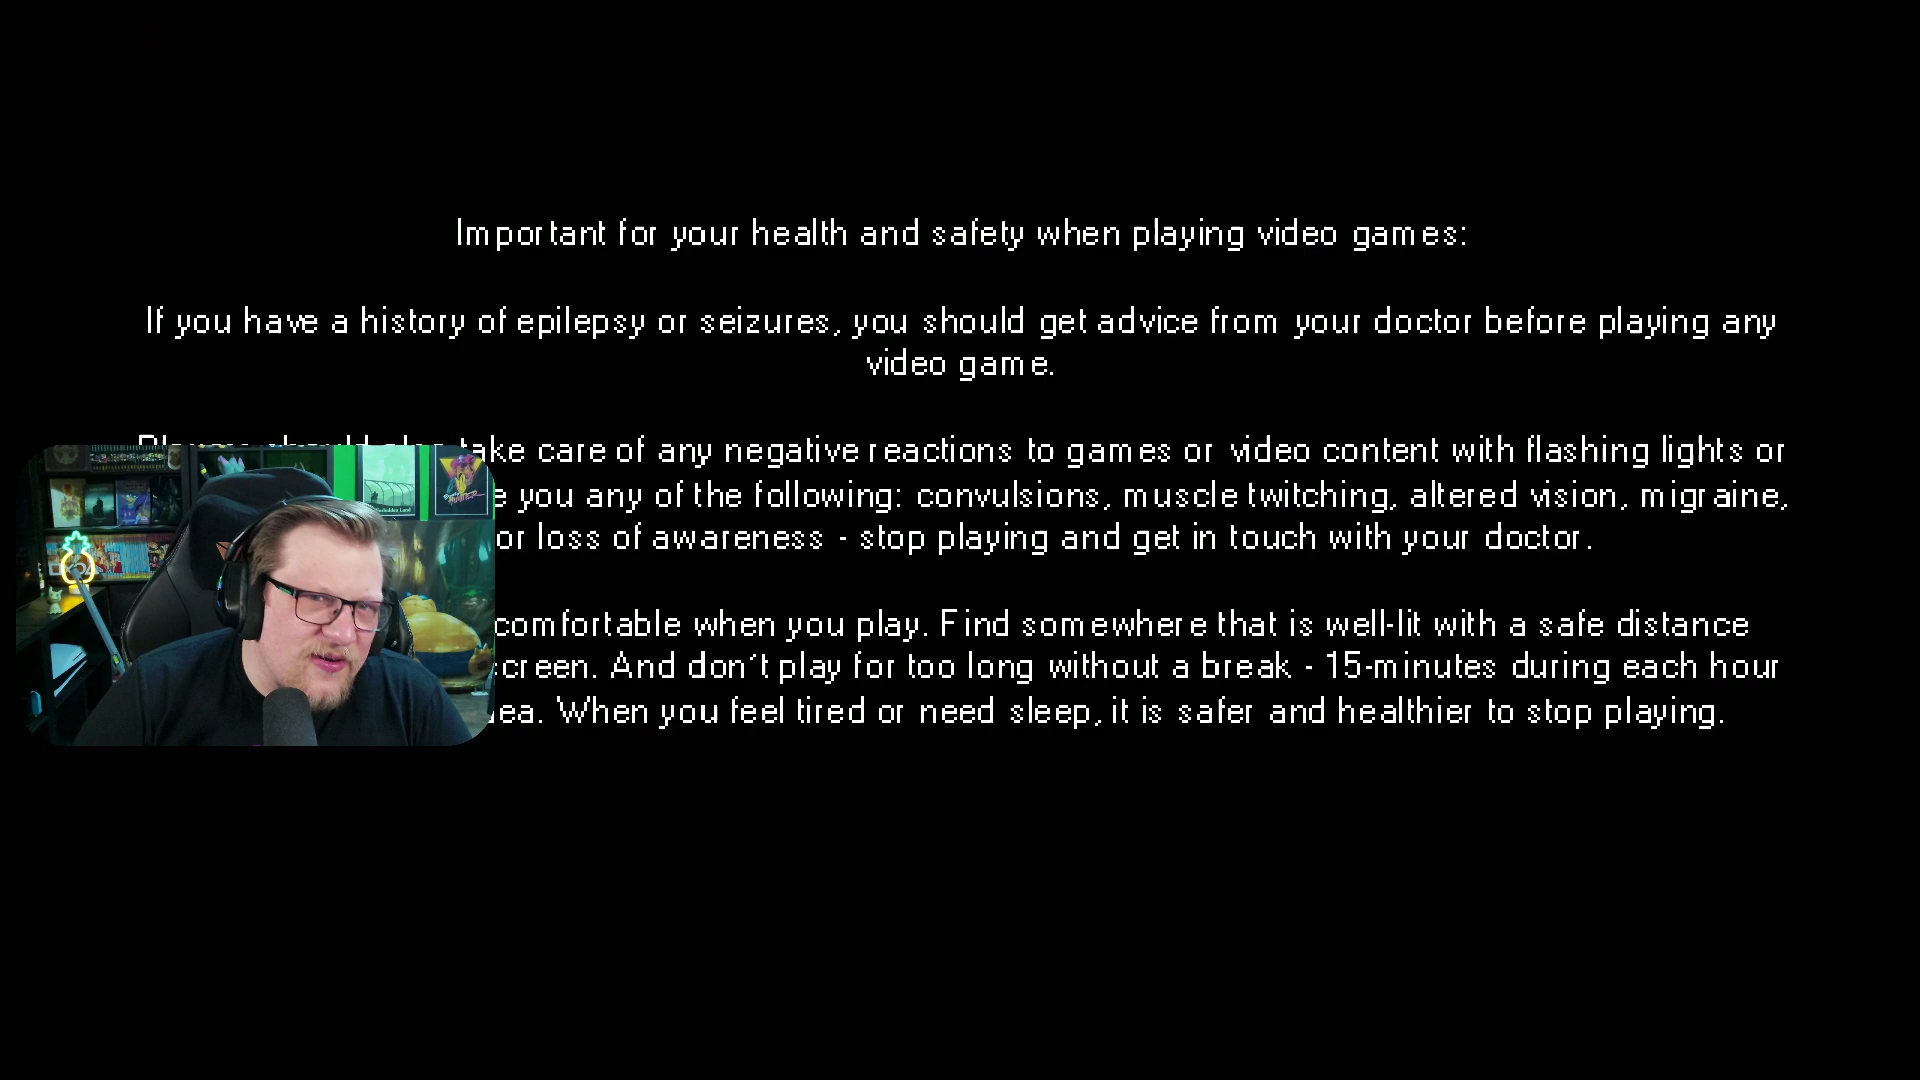 Important for your health and safety when playing video games:
If you have a history of epilepsy or seizures, you should get advice from your doctor before playing any
video game.
Players should also take care of any negative reactions to games or video content with flashing lights or
you any of the following: convulsions, muscle twitching, altered vision, migraine,
or loss of awareness - stop playing and get in touch with your doctor.
comfortable when you play. Find somewhere that is well-lit with a safe distance
screen. And don't play for too long without a break - 15-minutes during each hour
When you feel tired or need sleep, it is safer and healthier to stop playing.